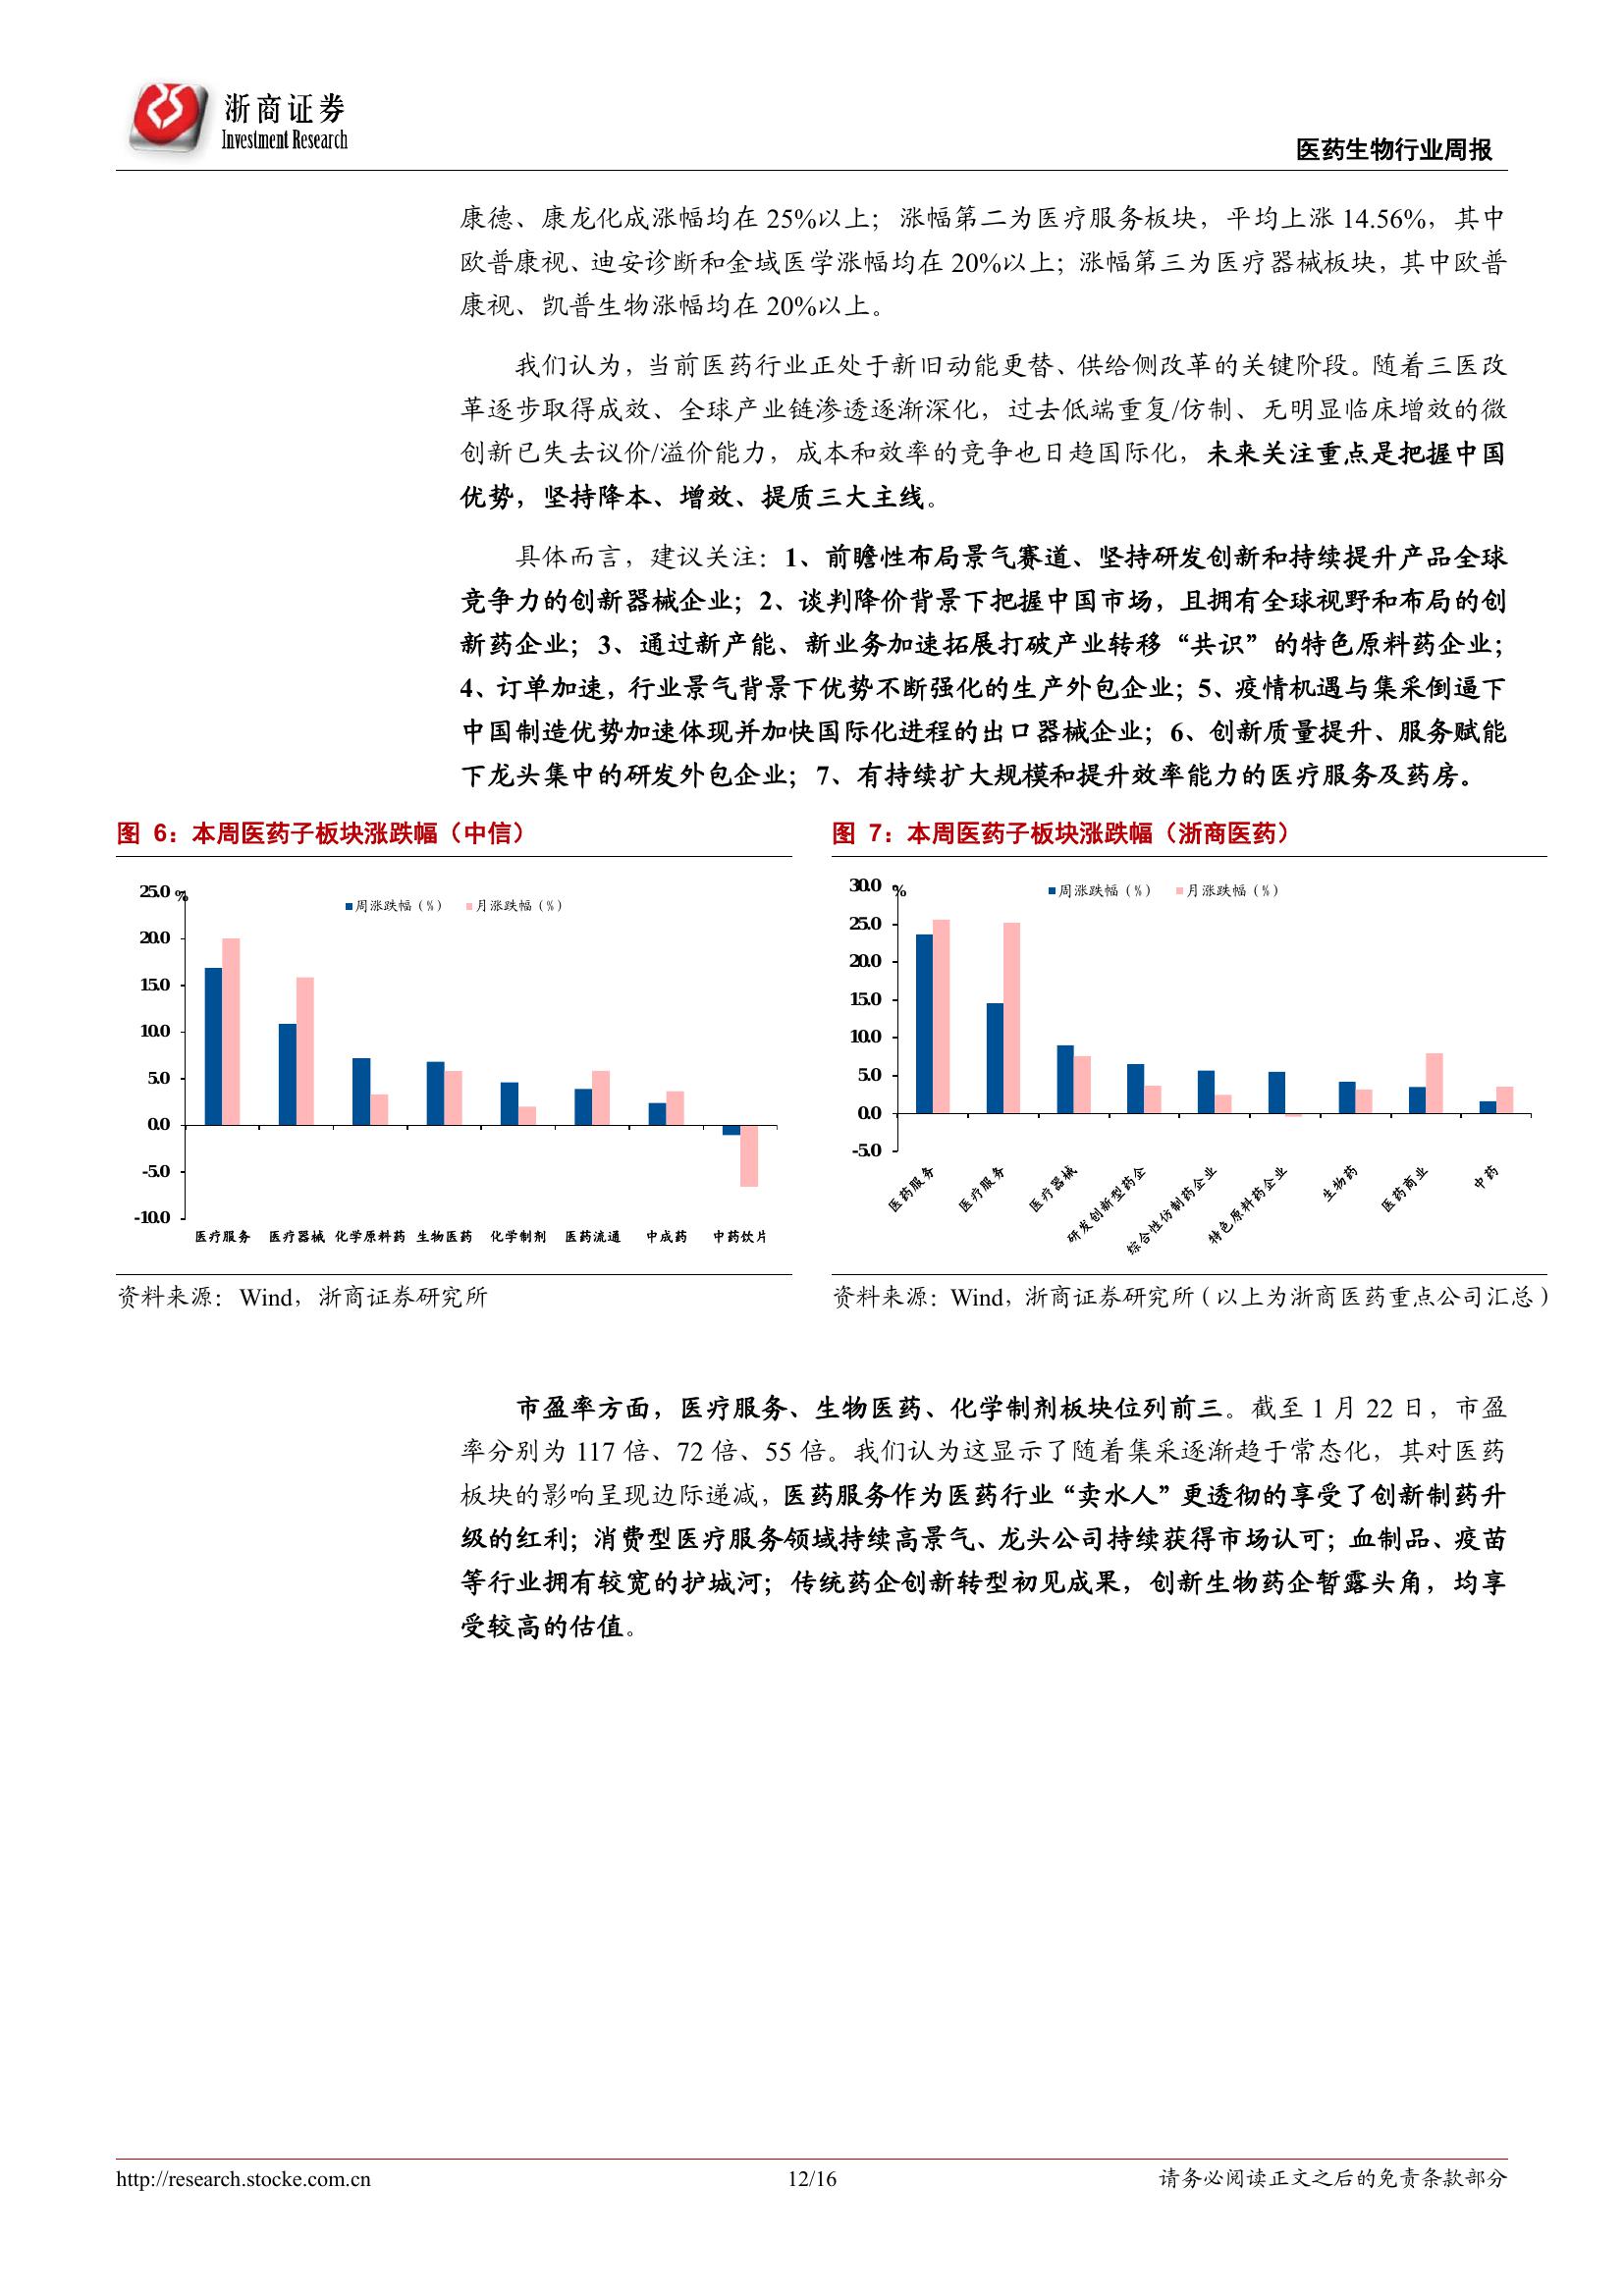 浙商证券
Investment Research
医药生物行业周报
康德、康龙化成涨幅均在 25%以上；涨幅第二为医疗服务板块，平均上涨 14.56%，其中
欧普康视、迪安诊断和金域医学涨幅均在 20%以上；涨幅第三为医疗器械板块，其中欧普
康视、凯普生物涨幅均在 20%以上。
我们认为，当前医药行业正处于新旧动能更替、供给侧改革的关键阶段。随着三医改
革逐步取得成效、全球产业链渗透逐渐深化，过去低端重复/仿制、无明显临床增效的微
创新已失去议价/溢价能力，成本和效率的竞争也日趋国际化，未来关注重点是把握中国
优势，坚持降本、增效、提质三大主线。
具体而言，建议关注：1、前瞻性布局景气赛道、坚持研发创新和持续提升产品全球
竞争力的创新器械企业；2、谈判降价背景下把握中国市场，且拥有全球视野和布局的创
新药企业；3、通过新产能、新业务加速拓展打破产业转移“共识”的特色原料药企业；
4、订单加速，行业景气背景下优势不断强化的生产外包企业；5、疫情机遇与集采倒逼下
中国制造优势加速体现并加快国际化进程的出口器械企业；6、创新质量提升、服务赋能
下龙头集中的研发外包企业；7、有持续扩大规模和提升效率能力的医疗服务及药房。
图 6：本周医药子板块涨跌幅（中信）
25.0 %
周涨跌幅（%） 月涨跌幅（%）
20.0
15.0
10.0
5.0
0.0
-5.0
-10.0
医疗服务 医疗器械 化学原料药 生物医药 化学制剂 医药流通 中成药 中药饮片
资料来源：Wind，浙商证券研究所
图 7：本周医药子板块涨跌幅（浙商医药）
30.0 %
周涨跌幅（%） 月涨跌幅（%）
25.0
20.0
15.0
10.0
5.0
0.0
-5.0
医药服务 医疗服务 医疗器械 研发创新型药企 综合性仿制药企业 特色原料药企业 生物药 医药商业 中药
资料来源：Wind，浙商证券研究所（以上为浙商医药重点公司汇总）
市盈率方面，医疗服务、生物医药、化学制剂板块位列前三。截至 1 月 22 日，市盈
率分别为 117 倍、72 倍、55 倍。我们认为这显示了随着集采逐渐趋于常态化，其对医药
板块的影响呈现边际递减，医药服务作为医药行业“卖水人”更透彻的享受了创新制药升
级的红利；消费型医疗服务领域持续高景气、龙头公司持续获得市场认可；血制品、疫苗
等行业拥有较宽的护城河；传统药企创新转型初见成果，创新生物药企暂露头角，均享
受较高的估值。
http://research.stocke.com.cn
12/16
请务必阅读正文之后的免责条款部分